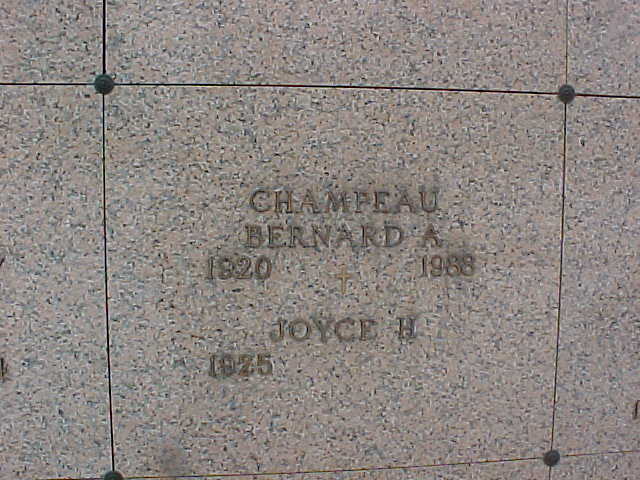 CHAMPEAU
BERNARD A
1920 1988
JOYCE H
1925